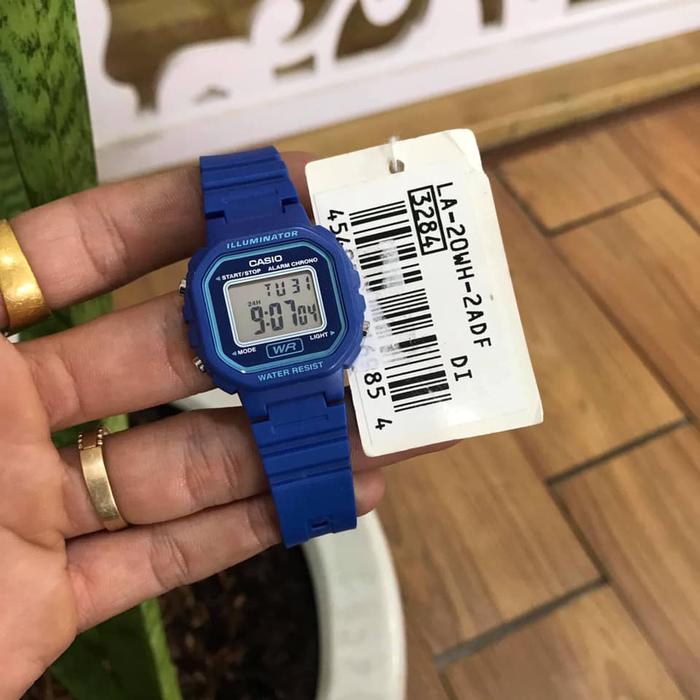 ILLUMINATOR
CASIO
START/STOP ALARM CHRONO
TU 31
24H
9:07 04
MODE
LIGHT
WR
WATER RESIST
LA-20WH-2ADF
3284
DI
85 4